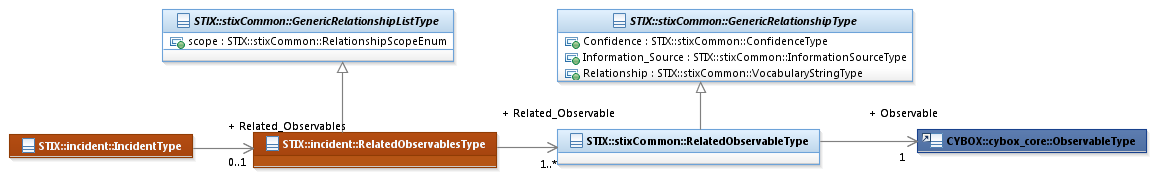 STIX::stixCommon::GenericRelationshipListType
scope : STIX::stixCommon::RelationshipScopeEnum
STIX::stixCommon::GenericRelationshipType
Confidence : STIX::stixCommon::ConfidenceType
Information_Source : STIX::stixCommon::InformationSourceType
Relationship : STIX::stixCommon::VocabularyStringType
STIX::incident::IncidentType
+ Related_Observables
0..1
STIX::incident::RelatedObservablesType
+ Related_Observable
1..*
STIX::stixCommon::RelatedObservableType
+ Observable
1
CYBOX::cybox_core::ObservableType